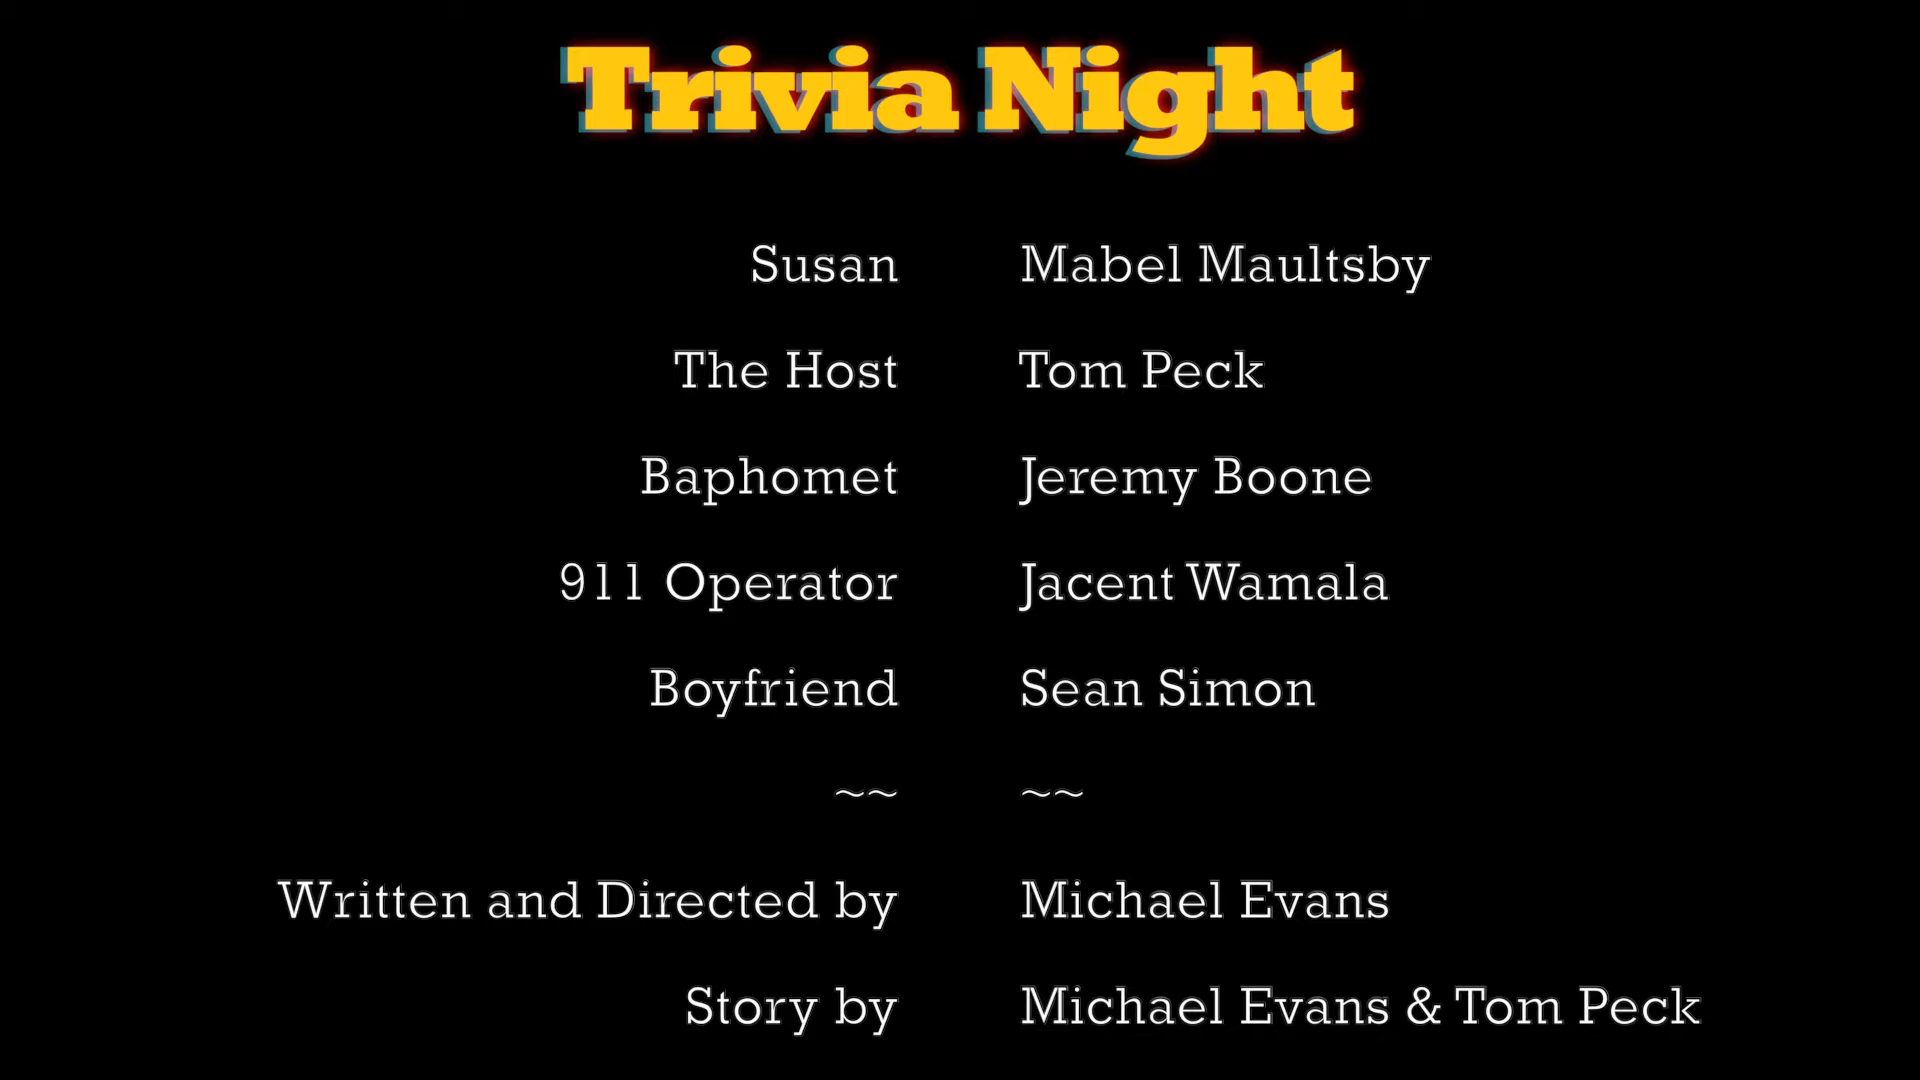 Trivia Night
Susan Mabel Maultsby
The Host Tom Peck
Baphomet Jeremy Boone
911 Operator Jacent Wamala
Boyfriend Sean Simon
~~ ~~
Written and Directed by Michael Evans
Story by Michael Evans & Tom Peck